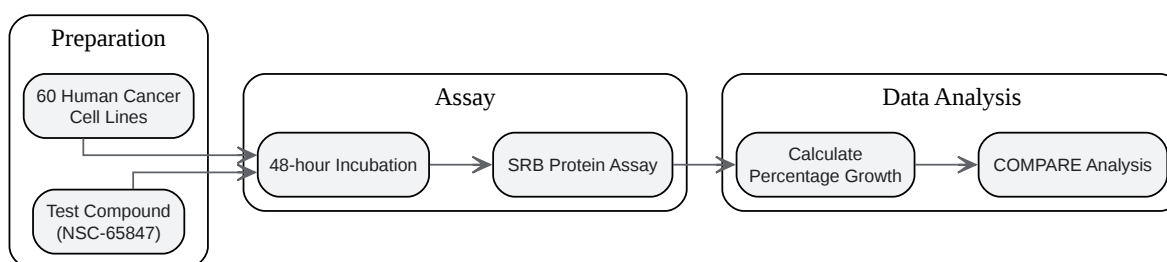 Preparation
60 Human Cancer
Cell Lines
Test Compound
(NSC-65847)
Assay
48-hour Incubation
SRB Protein Assay
Data Analysis
Calculate
Percentage Growth
COMPARE Analysis